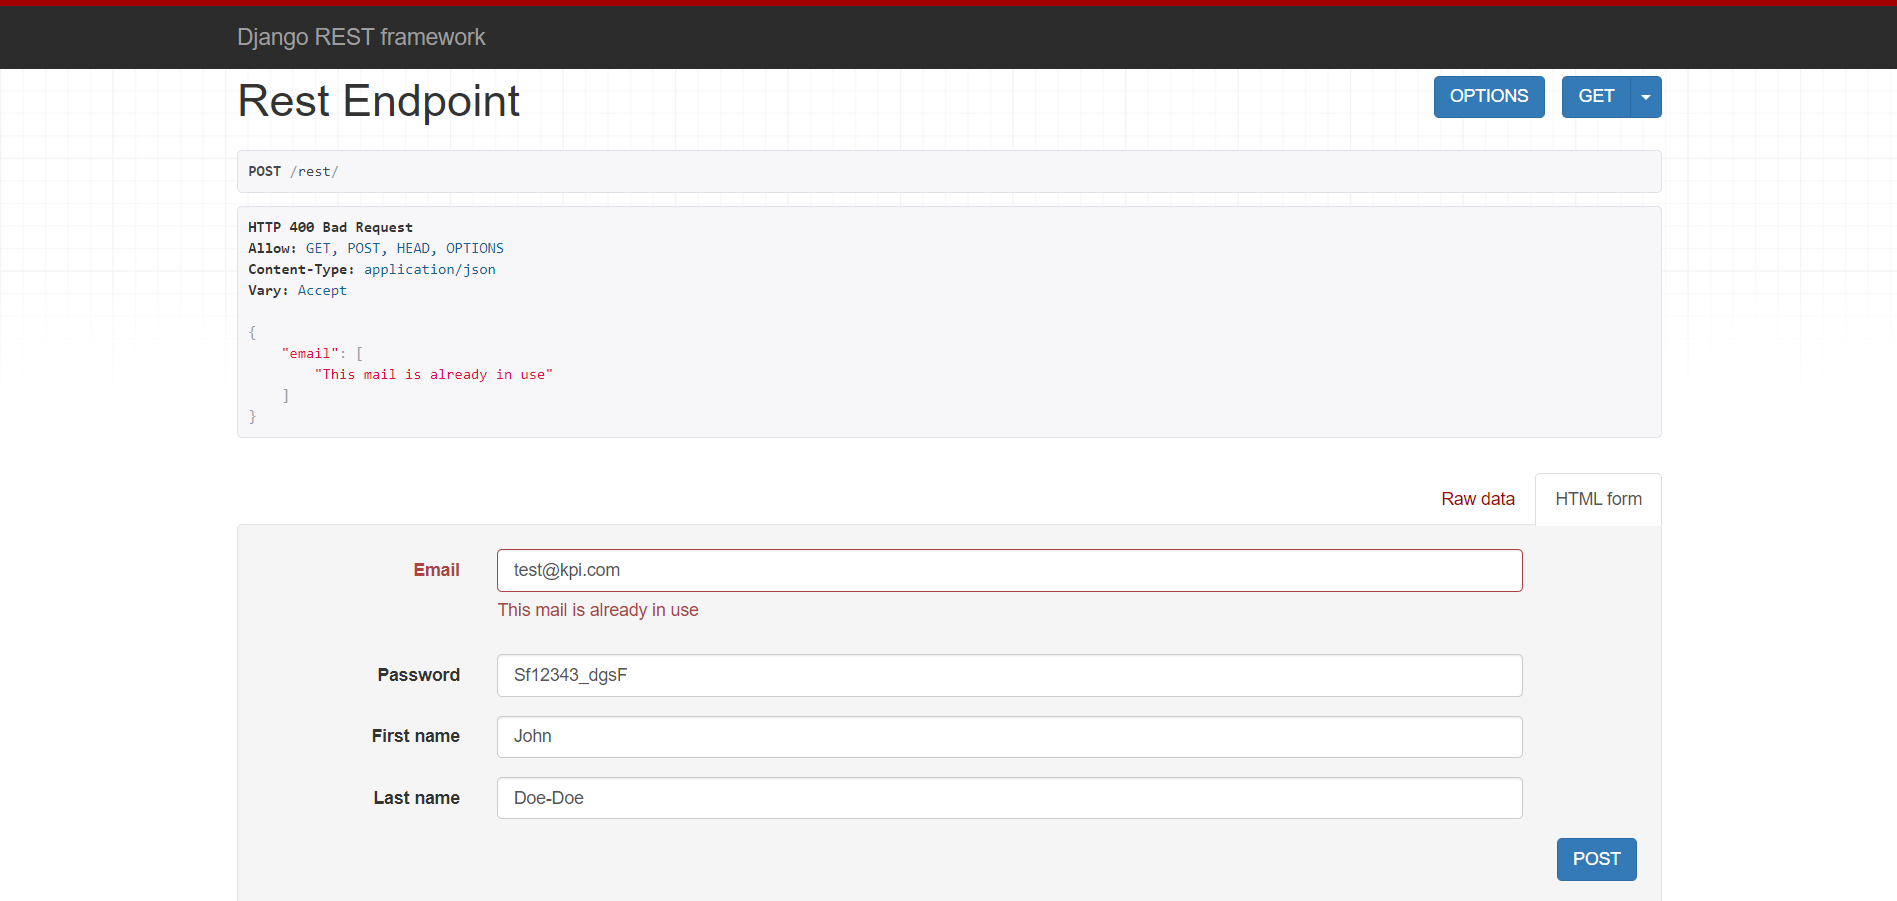 Django REST framework
Rest Endpoint
OPTIONS
GET
POST /rest/
HTTP 400 Bad Request
Allow: GET, POST, HEAD, OPTIONS
Content-Type: application/json
Vary: Accept
{
    "email": [
        "This mail is already in use"
    ]
}
Raw data
HTML form
Email
test@kpi.com
This mail is already in use
Password
Sf12343_dgsF
First name
John
Last name
Doe-Doe
POST